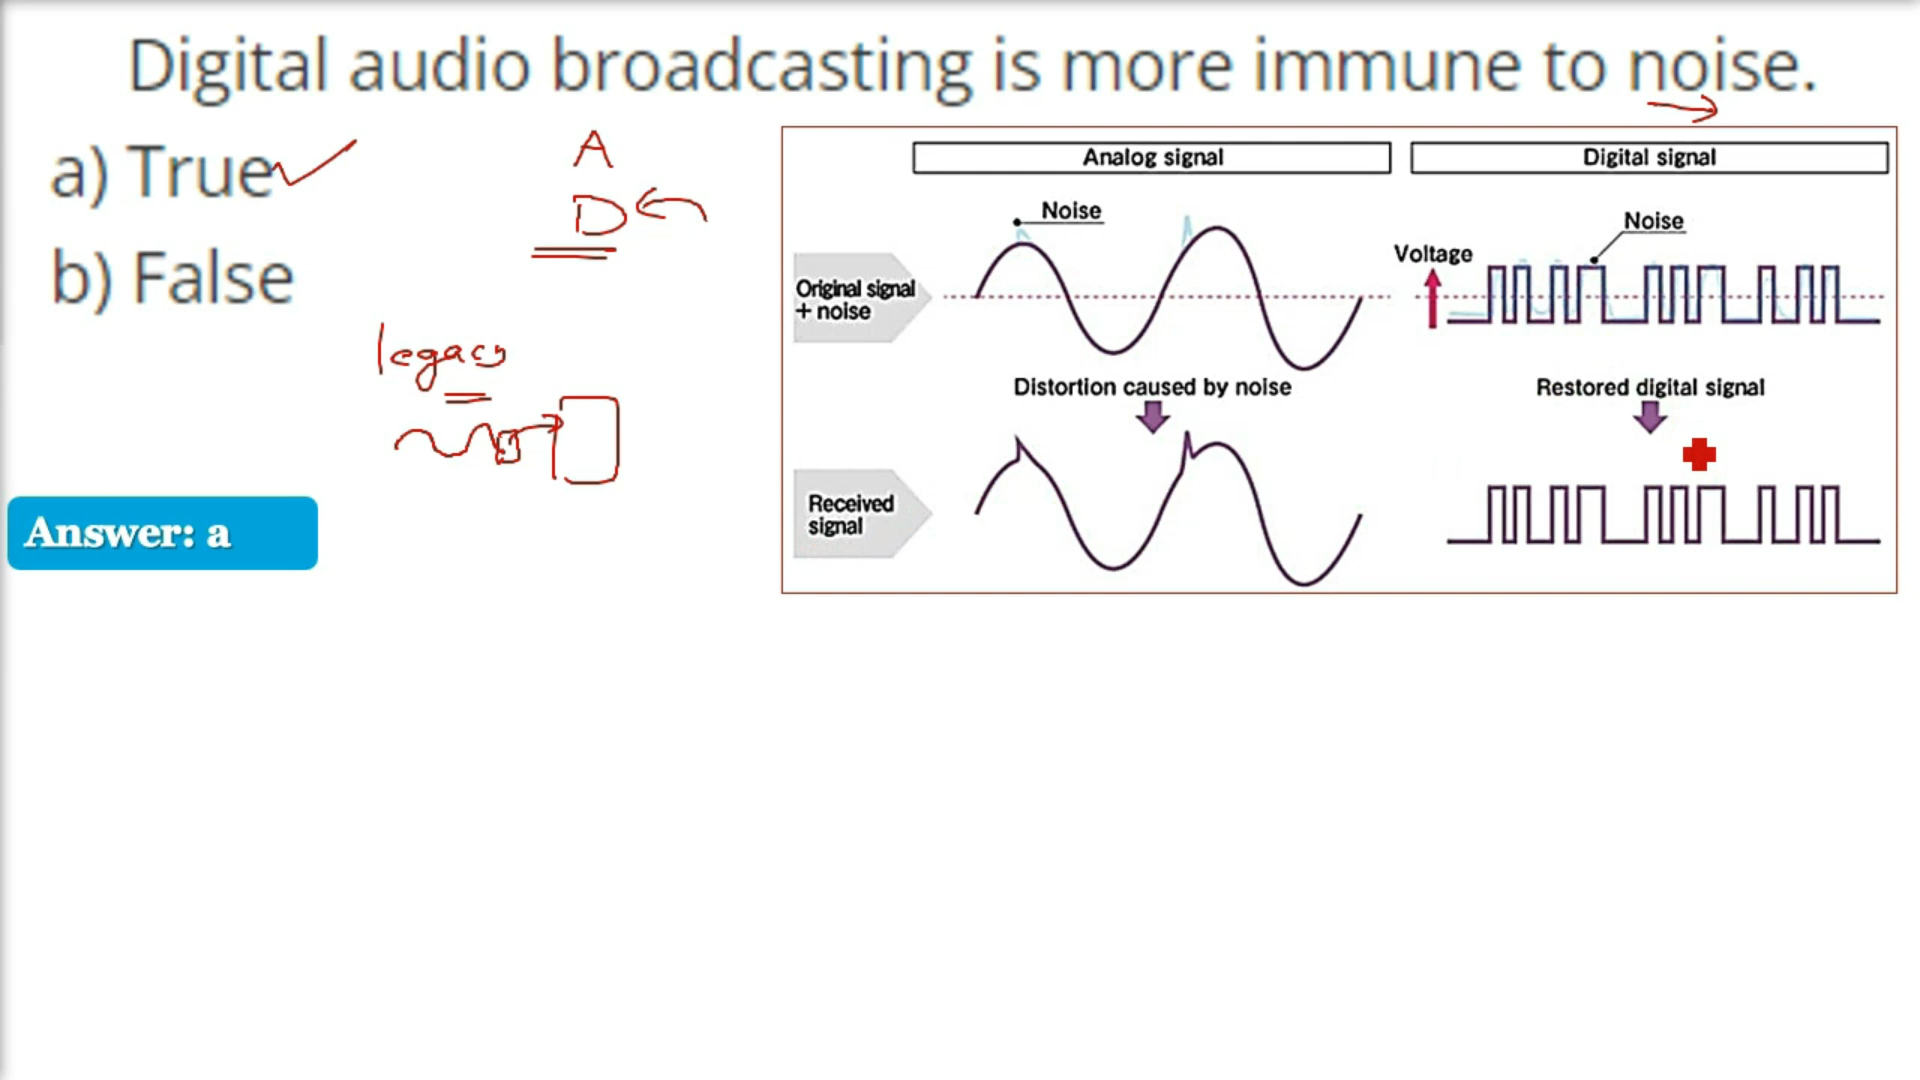 Digital audio broadcasting is more immune to noise.
a) True
b) False
A
D
legacy
Answer: a
Analog signal
Digital signal
Noise
Noise
Voltage
Original signal
+ noise
Distortion caused by noise
Restored digital signal
Received
signal